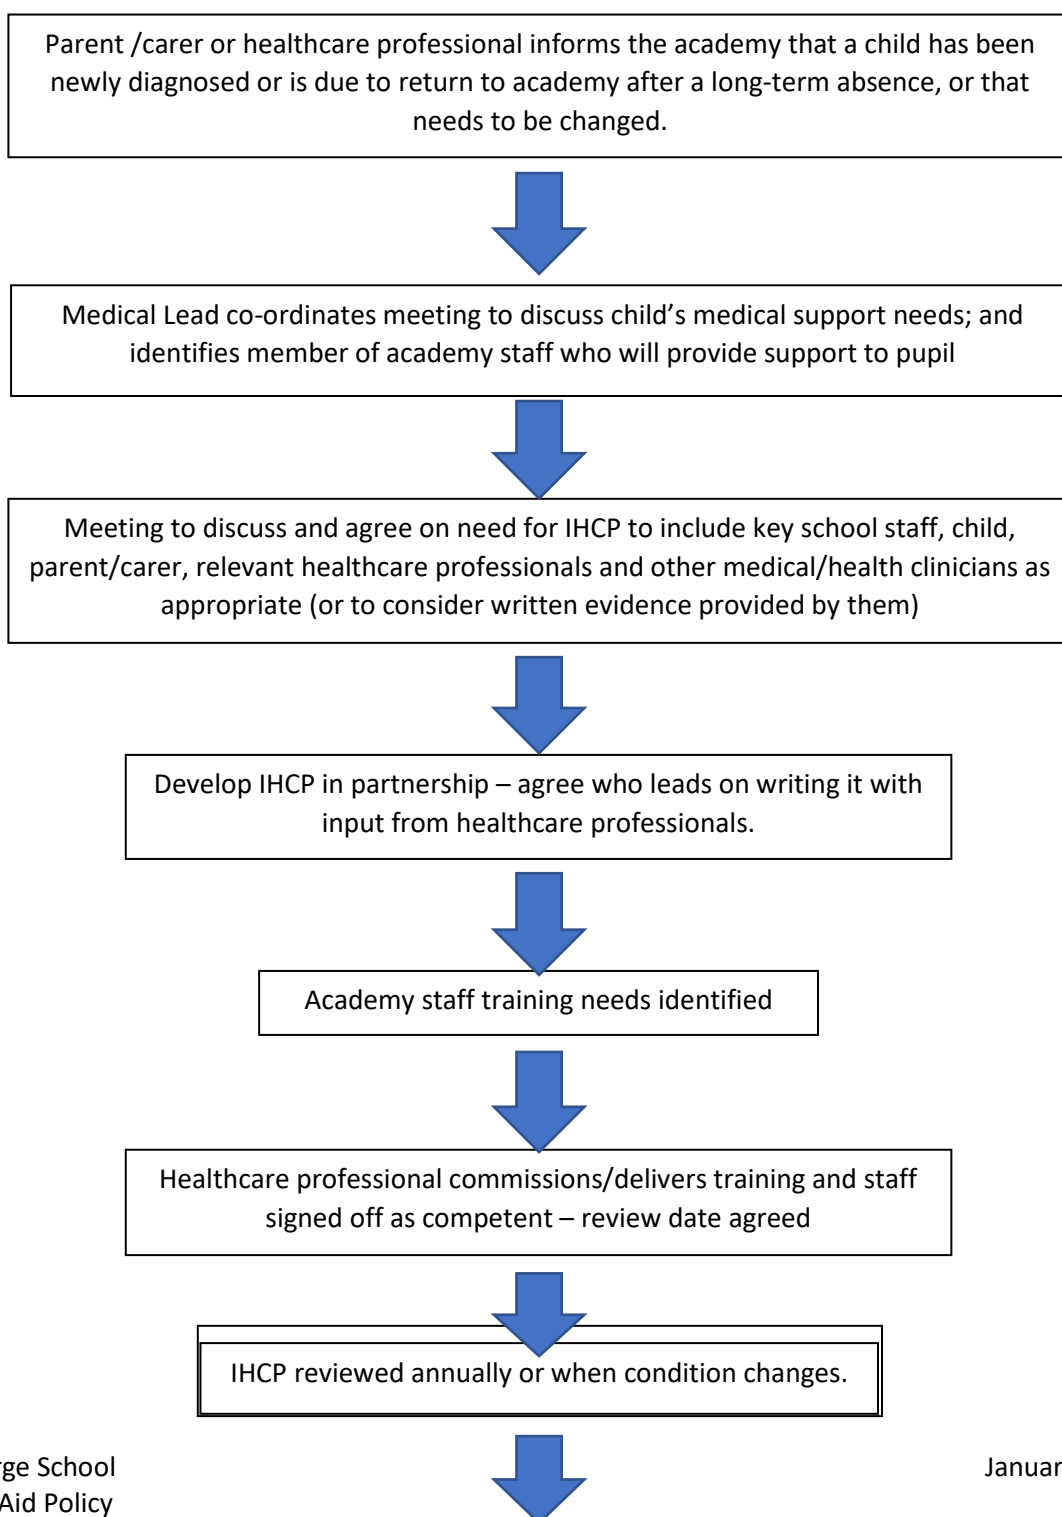 Parent /carer or healthcare professional informs the academy that a child has been
newly diagnosed or is due to return to academy after a long-term absence, or that
needs to be changed.
Medical Lead co-ordinates meeting to discuss child’s medical support needs; and
identifies member of academy staff who will provide support to pupil
Meeting to discuss and agree on need for IHCP to include key school staff, child,
parent/carer, relevant healthcare professionals and other medical/health clinicians as
appropriate (or to consider written evidence provided by them)
Develop IHCP in partnership – agree who leads on writing it with
input from healthcare professionals.
Academy staff training needs identified
Healthcare professional commissions/delivers training and staff
signed off as competent – review date agreed
IHCP reviewed annually or when condition changes.
rge School
Januar
Aid Policy